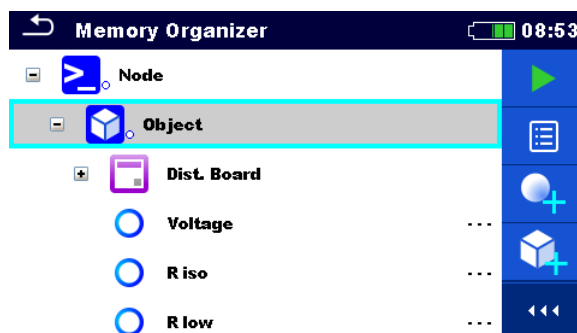 Memory Organizer 08:53
Node
Object
Dist. Board
Voltage ---
R iso ---
R low ---